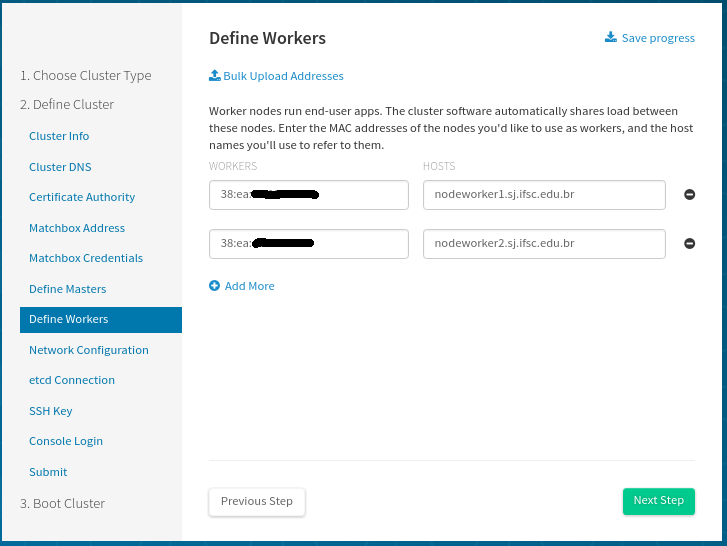 Define Workers
Save progress
Bulk Upload Addresses
1. Choose Cluster Type
2. Define Cluster
Cluster Info
Cluster DNS
Certificate Authority
Matchbox Address
Matchbox Credentials
Define Masters
Define Workers
Network Configuration
etcd Connection
SSH Key
Console Login
Submit
3. Boot Cluster
Worker nodes run end-user apps. The cluster software automatically shares load between
these nodes. Enter the MAC addresses of the nodes you'd like to use as workers, and the host
names you'll use to refer to them.
WORKERS HOSTS
38:ea: nodeworker1.sj.ifsc.edu.br
38:ea: nodeworker2.sj.ifsc.edu.br
Add More
Previous Step
Next Step